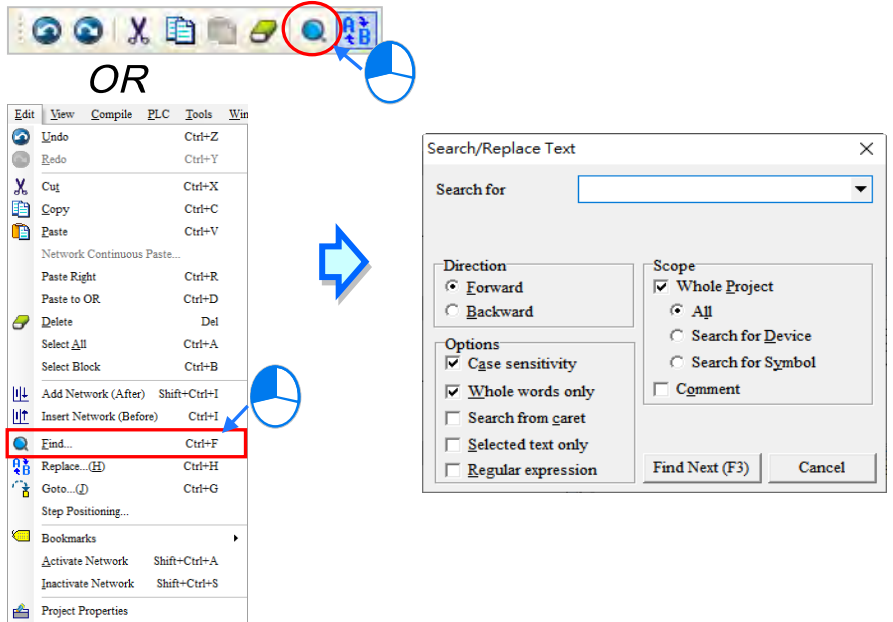 OR
Edit View Compile PLC Tools Win
Undo Ctrl+Z
Redo Ctrl+Y
Cut Ctrl+X
Copy Ctrl+C
Paste Ctrl+V
Network Continuous Paste...
Paste Right Ctrl+R
Paste to OR Ctrl+D
Delete Del
Select All Ctrl+A
Select Block Ctrl+B
Add Network (After) Shift+Ctrl+I
Insert Network (Before) Ctrl+I
Find... Ctrl+F
Replace...(H) Ctrl+H
Goto...(J) Ctrl+G
Step Positioning...
Bookmarks
Activate Network Shift+Ctrl+A
Inactivate Network Shift+Ctrl+S
Project Properties
Search/Replace Text
Search for
Direction
Forward
Backward
Options
Case sensitivity
Whole words only
Search from caret
Selected text only
Regular expression
Scope
Whole Project
All
Search for Device
Search for Symbol
Comment
Find Next (F3) Cancel